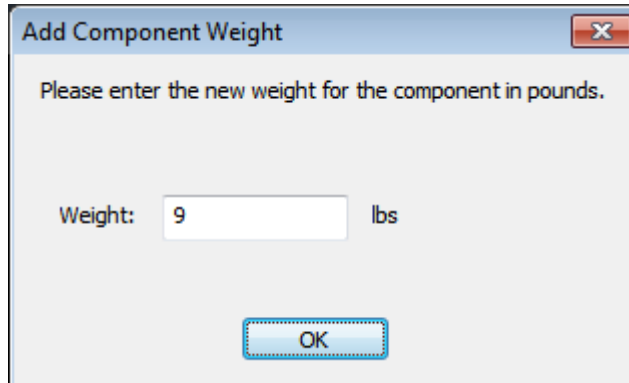 Add Component Weight
Please enter the new weight for the component in pounds.
Weight: 9 lbs
OK